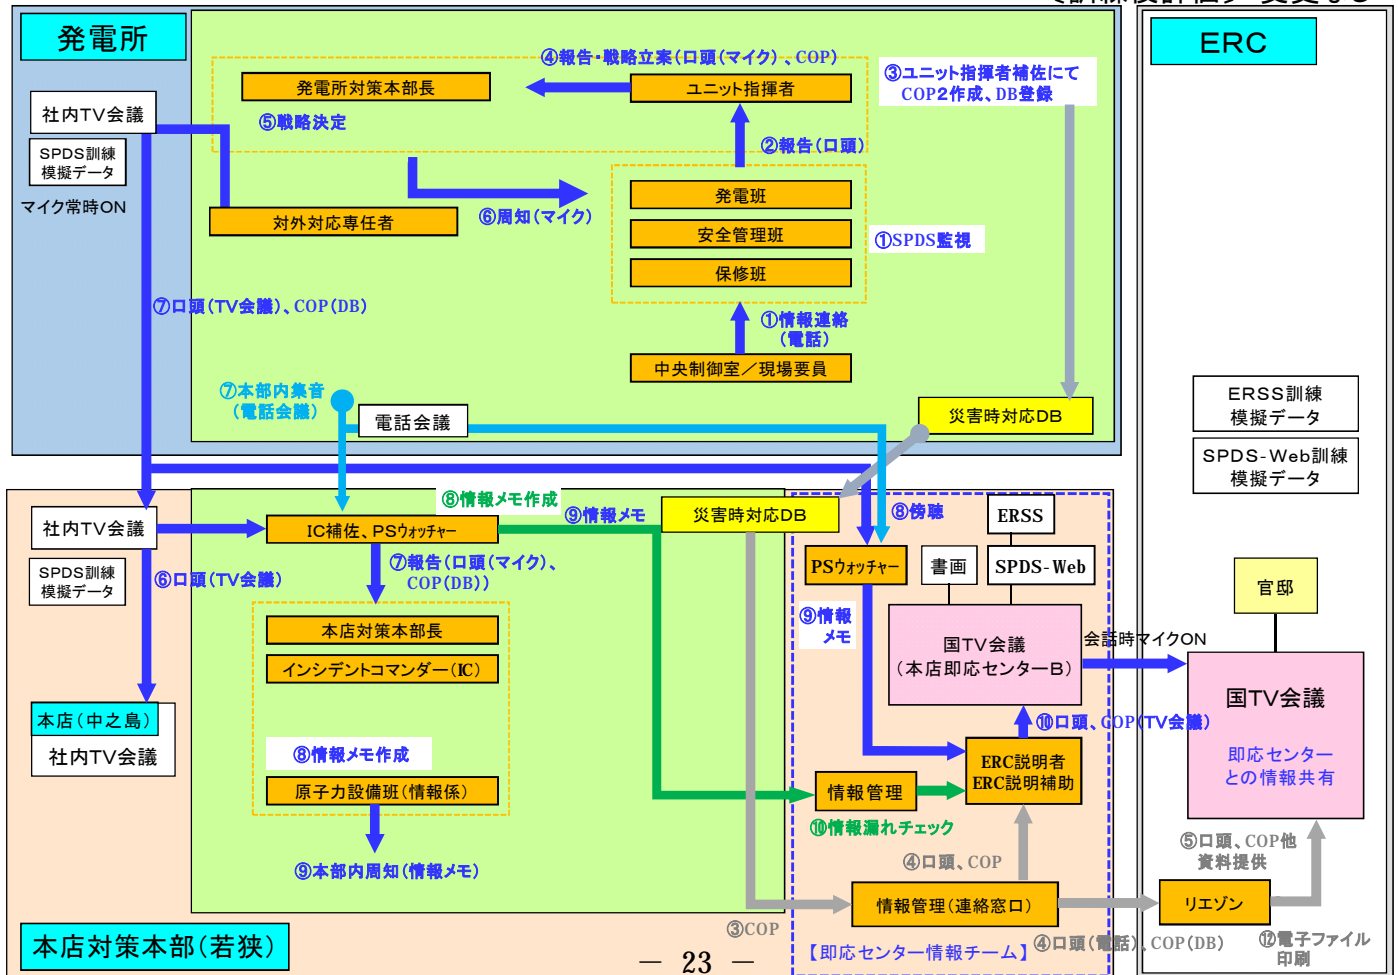 発電所
ERC
④報告・戦略立案(口頭(マイク)、COP)
発電所対策本部長
ユニット指揮者
③ユニット指揮者補佐にて
COP2作成、DB登録
社内TV会議
⑤戦略決定
SPDS訓練
模擬データ
②報告(口頭)
マイク常時ON
発電班
対外対応専任者
⑥周知(マイク)
安全管理班
①SPDS監視
保修班
⑦口頭(TV会議)、COP(DB)
①情報連絡
(電話)
中央制御室/現場要員
⑦本部内集音
(電話会議)
電話会議
災害時対応DB
ERSS訓練
模擬データ
SPDS-Web訓練
模擬データ
⑧情報メモ作成
社内TV会議
IC補佐、PSウォッチャー
⑨情報メモ
災害時対応DB
⑧傍聴
ERSS
SPDS訓練
模擬データ
⑥口頭(TV会議)
⑦報告(口頭(マイク)、
COP(DB))
PSウォッチャー
書画
SPDS-Web
官邸
本店対策本部長
⑨情報
メモ
国TV会議
(本店即応センターB)
会話時マイクON
インシデントコマンダー(IC)
本店(中之島)
社内TV会議
国TV会議
⑩口頭、COP(TV会議)
⑧情報メモ作成
ERC説明者
ERC説明補助
即応センター
との情報共有
原子力設備班(情報係)
情報管理
⑩情報漏れチェック
⑤口頭、COP他
資料提供
⑨本部内周知(情報メモ)
④口頭、COP
情報管理(連絡窓口)
リエゾン
③COP
本店対策本部(若狭)
【即応センター情報チーム】
④口頭(電話)、COP(DB)
⑫電子ファイル
印刷
― 23 ―